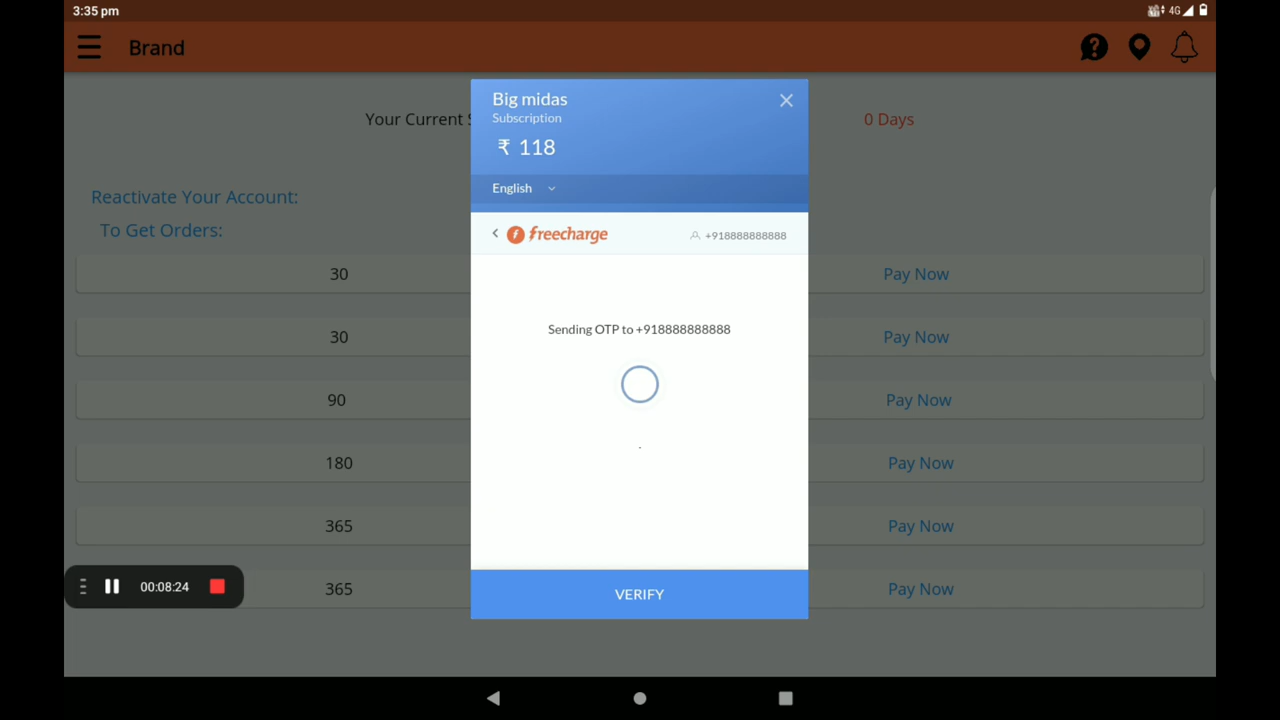 3:35 pm
4G
Brand
Your Current
0 Days
Big midas
Subscription
₹ 118
English
Reactivate Your Account:
To Get Orders:
freecharge
+918888888888
Sending OTP to +918888888888
30
Pay Now
30
Pay Now
90
Pay Now
180
Pay Now
365
Pay Now
365
Pay Now
00:08:24
VERIFY